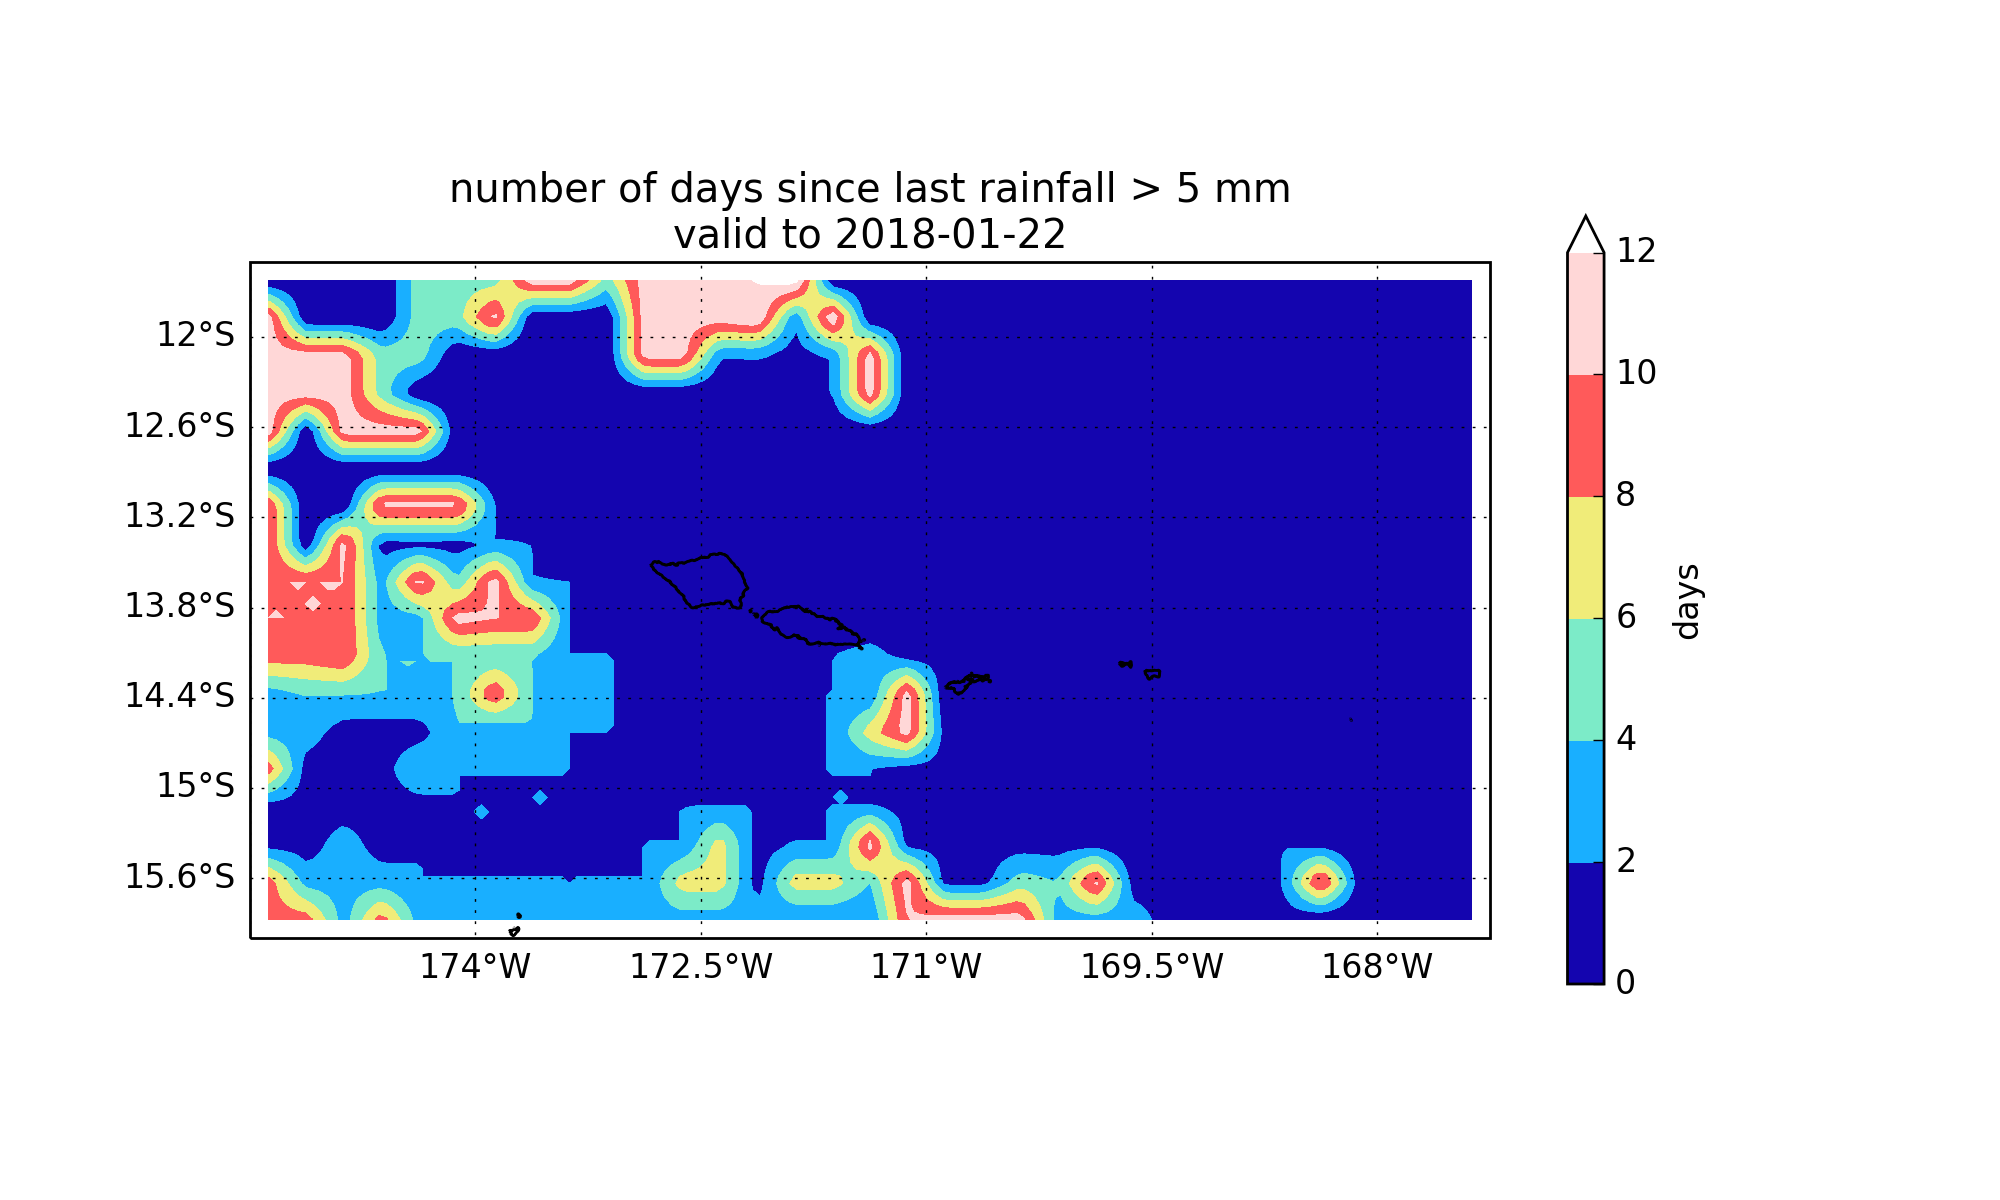 number of days since last rainfall > 5 mm
valid to 2018-01-22
12°S
12.6°S
13.2°S
13.8°S
14.4°S
15°S
15.6°S
174°W 172.5°W 171°W 169.5°W 168°W
12
10
8
6
4
2
0
days